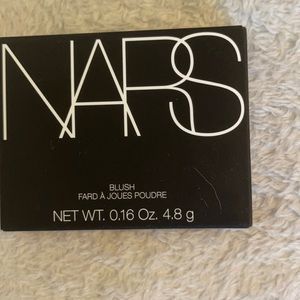 NARS
BLUSH
FARD À JOUES POUDRE
NET WT. 0.16 Oz. 4.8 g